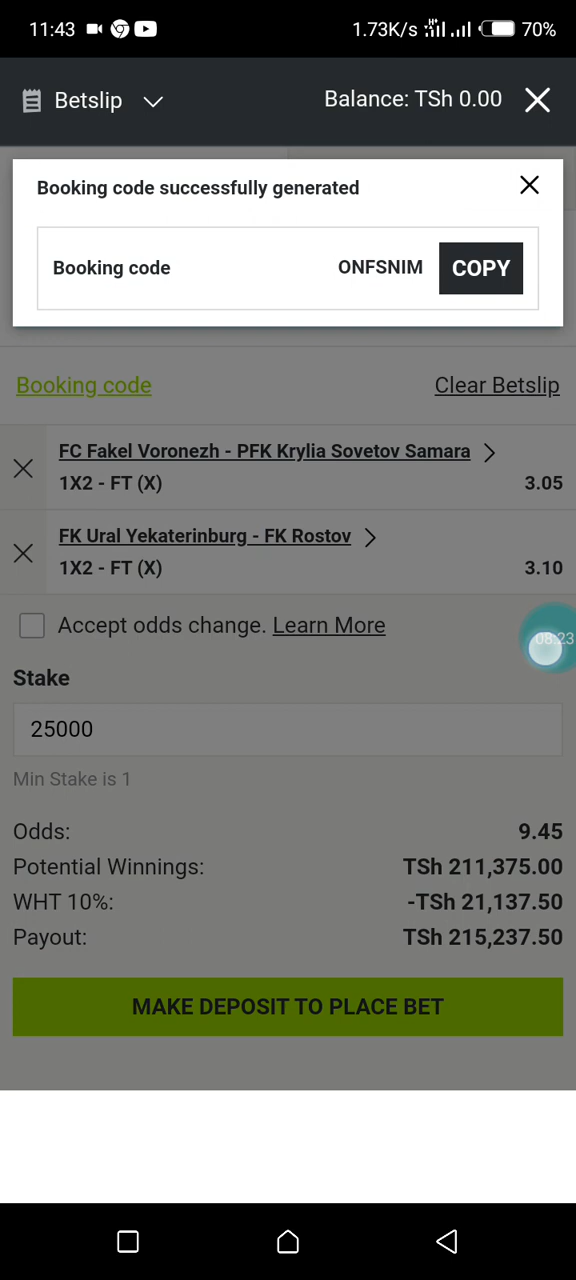 11:43 1.73K/s 70%
Betslip Balance: TSh 0.00
Booking code successfully generated
Booking code ONFSNIM COPY
Booking code Clear Betslip
FC Fakel Voronezh - PFK Krylia Sovetov Samara
1X2 - FT (X) 3.05
FK Ural Yekaterinburg - FK Rostov
1X2 - FT (X) 3.10
Accept odds change. Learn More
08:23
Stake
25000
Min Stake is 1
Odds: 9.45
Potential Winnings: TSh 211,375.00
WHT 10%: -TSh 21,137.50
Payout: TSh 215,237.50
MAKE DEPOSIT TO PLACE BET